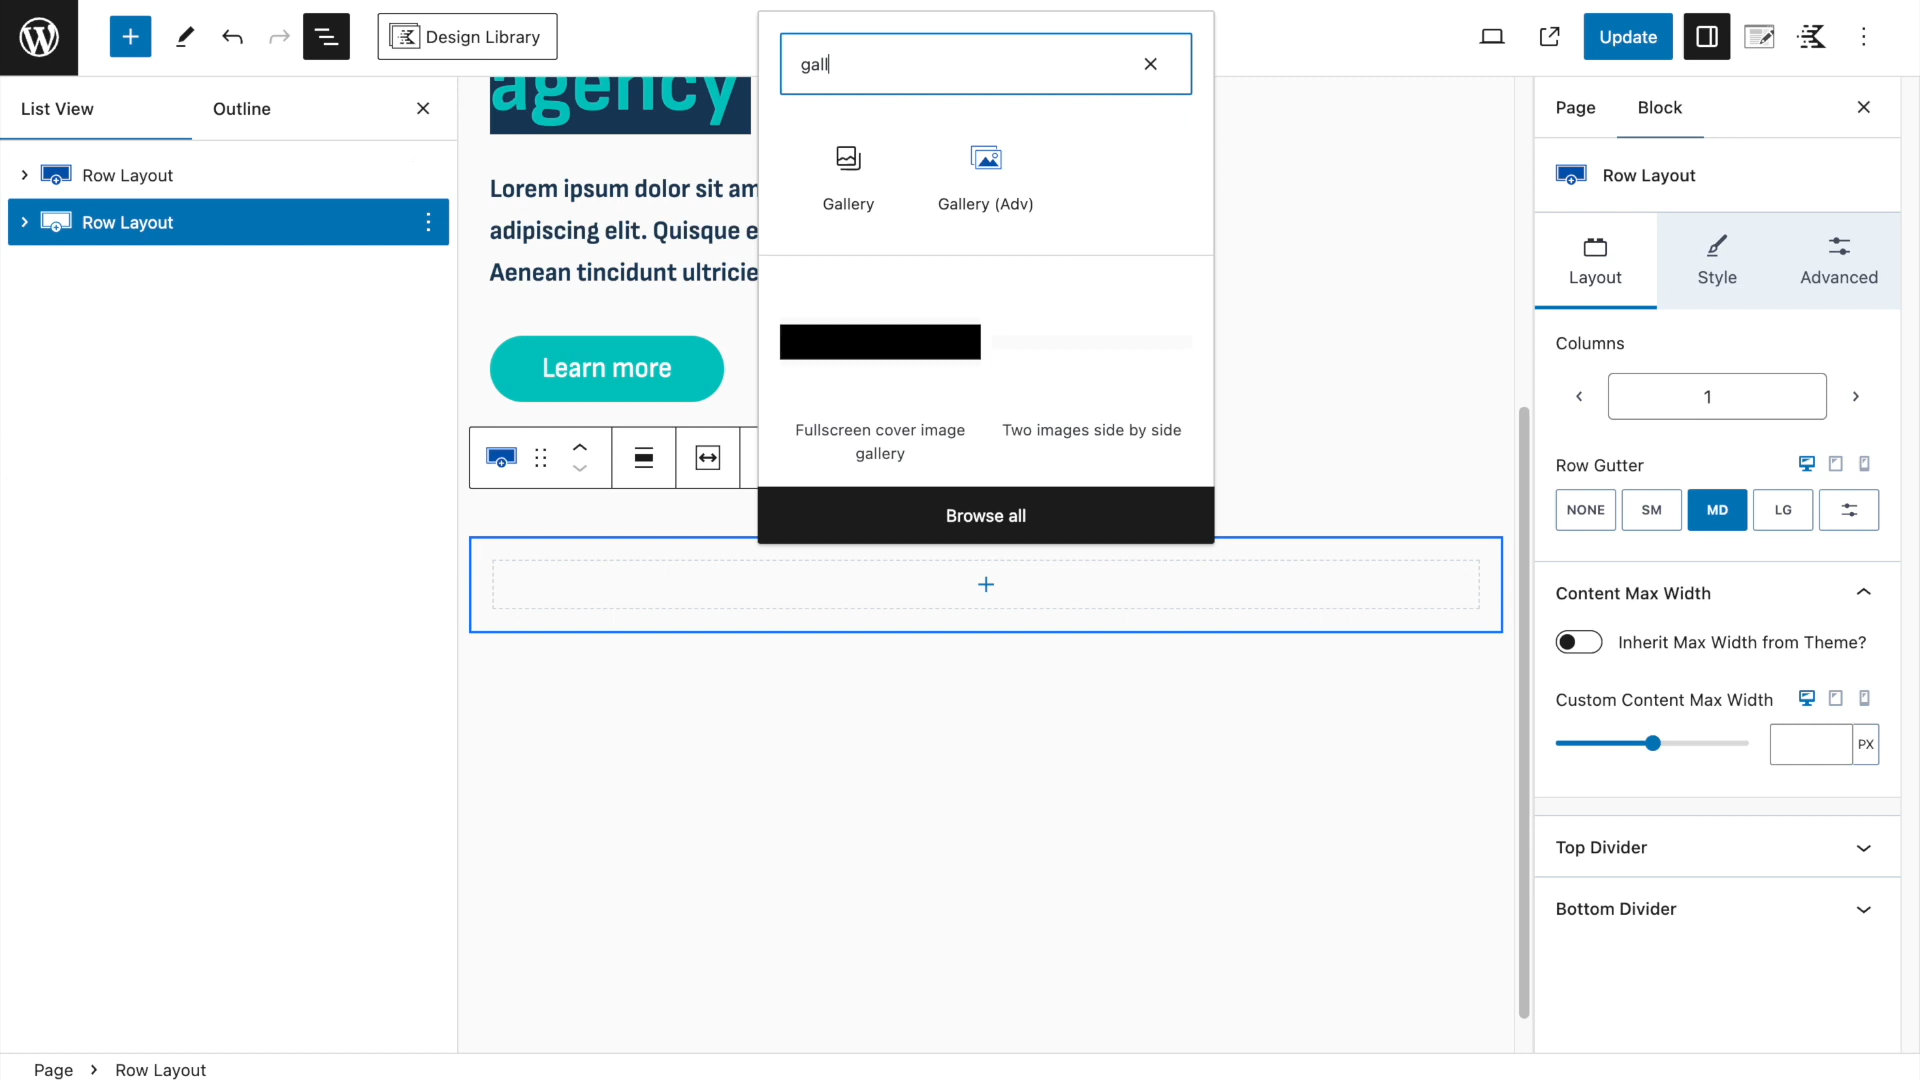 Design Library
gall
Update
List View
Outline
Row Layout
Row Layout
agency
Lorem ipsum dolor sit am
adipiscing elit. Quisque e
Aenean tincidunt ultricie
Learn more
Gallery
Gallery (Adv)
Fullscreen cover image
gallery
Two images side by side
Browse all
Page
Block
Row Layout
Layout
Style
Advanced
Columns
1
Row Gutter
NONE
SM
MD
LG
Content Max Width
Inherit Max Width from Theme?
Custom Content Max Width
PX
Top Divider
Bottom Divider
Page
Row Layout